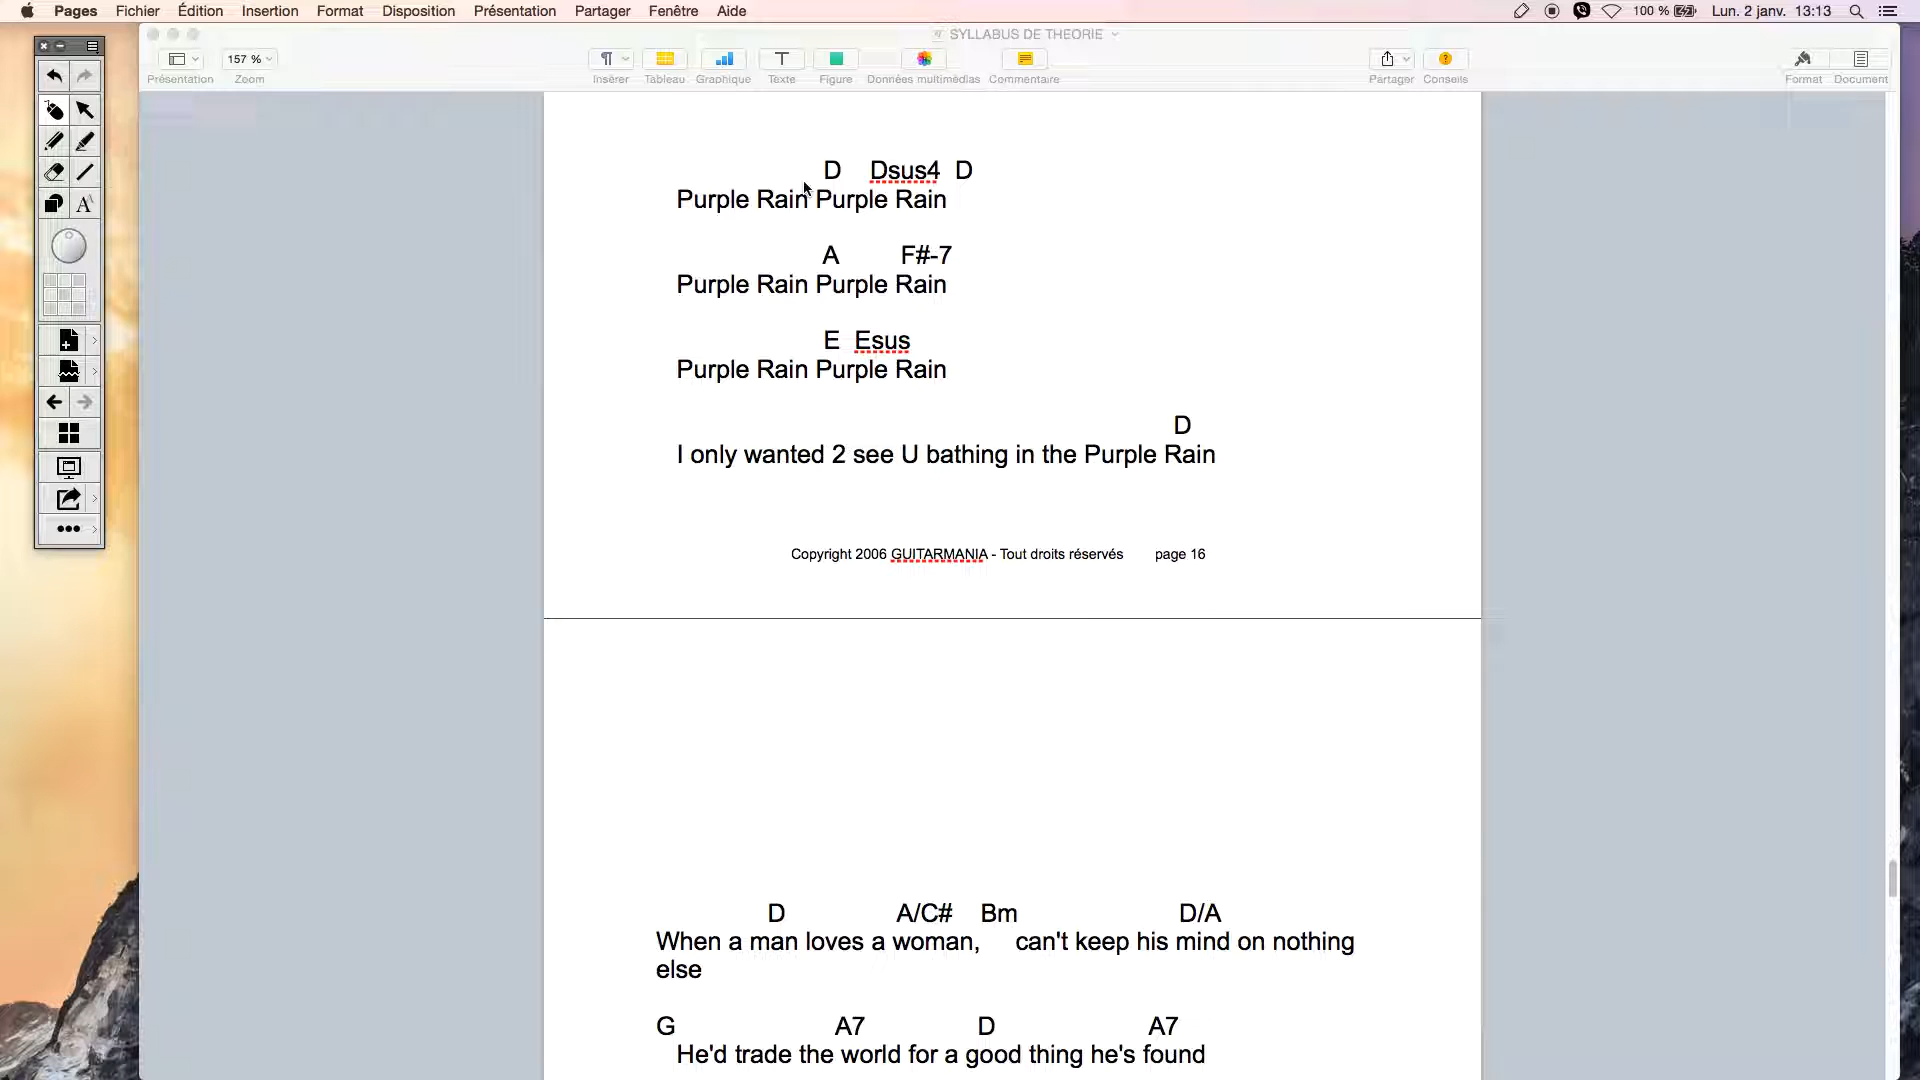 Pages Fichier Édition Insertion Format Disposition Présentation Partager Fenêtre Aide 100 % Lun. 2 janv. 13:13
SYLLABUS DE THEORIE
157 %
Présentation Zoom Insérer Tableau Graphique Texte Figure Données multimédias Commentaire Partager Conseils Format Document
D Dsus4 D
Purple Rain Purple Rain
A F#-7
Purple Rain Purple Rain
E Esus
Purple Rain Purple Rain
D
I only wanted 2 see U bathing in the Purple Rain
Copyright 2006 GUITARMANIA - Tout droits réservés page 16
D A/C# Bm D/A
When a man loves a woman, can't keep his mind on nothing
else
G A7 D A7
He'd trade the world for a good thing he's found